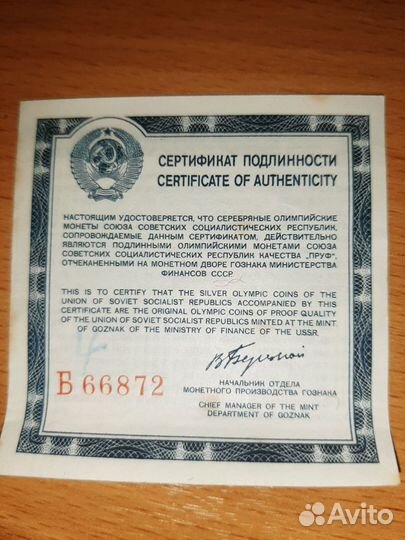 СЕРТИФИКАТ ПОДЛИННОСТИ
CERTIFICATE OF AUTHENTICITY
НАСТОЯЩИМ УДОСТОВЕРЯЕТСЯ, ЧТО СЕРЕБРЯНЫЕ ОЛИМПИЙСКИЕ
МОНЕТЫ СОЮЗА СОВЕТСКИХ СОЦИАЛИСТИЧЕСКИХ РЕСПУБЛИК,
СОПРОВОЖДАЕМЫЕ ДАННЫМ СЕРТИФИКАТОМ, ДЕЙСТВИТЕЛЬНО
ЯВЛЯЮТСЯ ПОДЛИННЫМИ ОЛИМПИЙСКИМИ МОНЕТАМИ СОЮЗА
СОВЕТСКИХ СОЦИАЛИСТИЧЕСКИХ РЕСПУБЛИК КАЧЕСТВА „ПРУФ“,
ОТЧЕКАНЕННЫМИ НА МОНЕТНОМ ДВОРЕ ГОЗНАКА МИНИСТЕРСТВА
ФИНАНСОВ СССР.
THIS IS TO CERTIFY THAT THE SILVER OLYMPIC COINS OF THE
UNION OF SOVIET SOCIALIST REPUBLICS ACCOMPANIED BY THIS
CERTIFICATE ARE THE ORIGINAL OLYMPIC COINS OF PROOF QUALITY
OF THE UNION OF SOVIET SOCIALIST REPUBLICS MINTED AT THE MINT
OF GOZNAK OF THE MINISTRY OF FINANCE OF THE USSR.
Б 66872
НАЧАЛЬНИК ОТДЕЛА
МОНЕТНОГО ПРОИЗВОДСТВА ГОЗНАКА
CHIEF MANAGER OF THE MINT
DEPARTMENT OF GOZNAK
Avito